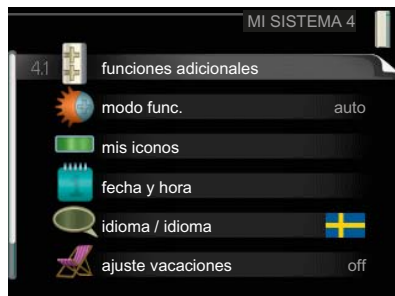 MI SISTEMA 4
4.1 funciones adicionales
modo func. auto
mis iconos
fecha y hora
idioma / idioma
ajuste vacaciones off